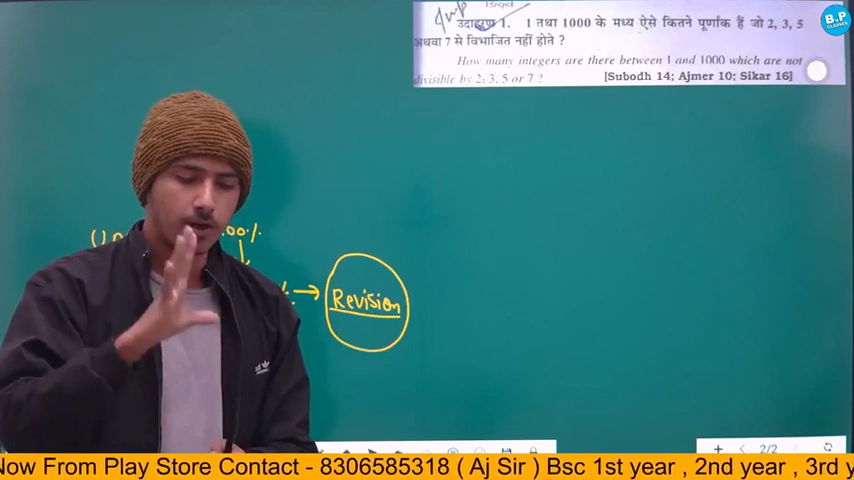 Imp
उदाहरण 1. 1 तथा 1000 के मध्य ऐसे कितने पूर्णांक हैं जो 2, 3, 5
अथवा 7 से विभाजित नहीं होते ?
How many integers are there between 1 and 1000 which are not
divisible by 2, 3, 5 or 7 ?
[Subodh 14; Ajmer 10; Sikar 16]
B.P
CLASSES
.00%
Revision
2/2
Now From Play Store Contact - 8306585318 ( Aj Sir ) Bsc 1st year , 2nd year , 3rd y